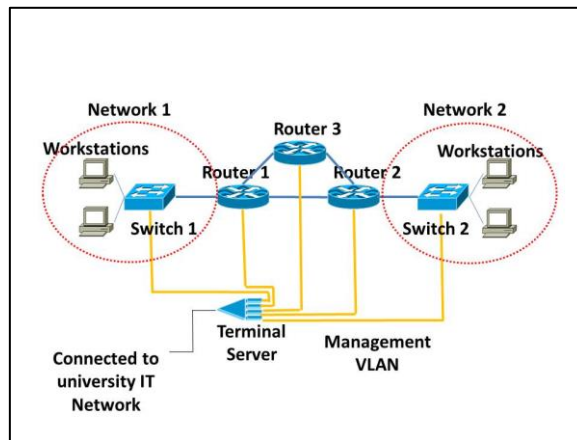 Network 1
Network 2
Router 3
Workstations
Workstations
Router 1
Router 2
Switch 1
Switch 2
Terminal
Server
Management
VLAN
Connected to
university IT
Network